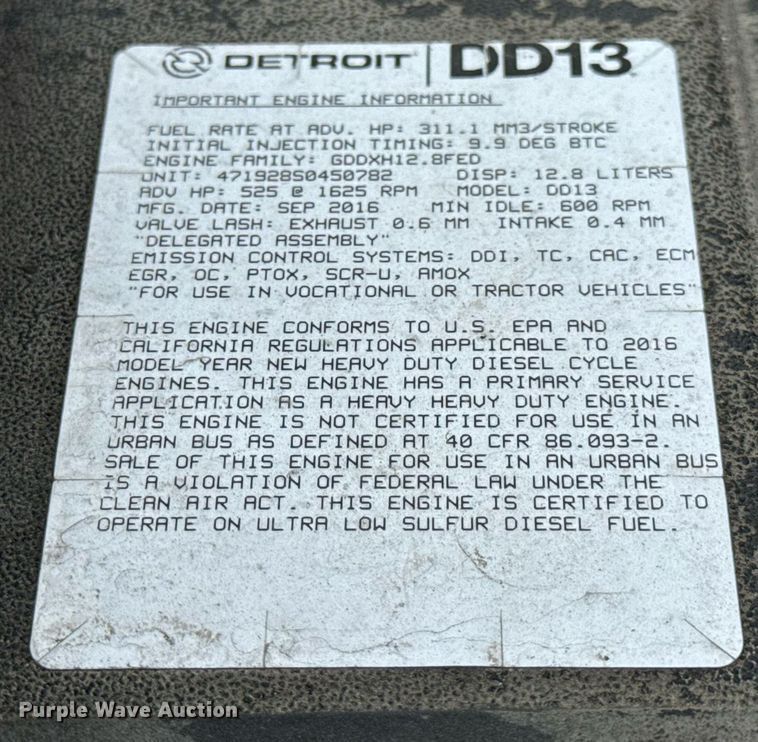 DETROIT | DD13
IMPORTANT ENGINE INFORMATION
FUEL RATE AT ADV. HP: 311.1 MM3/STROKE
INITIAL INJECTION TIMING: 9.9 DEG BTC
ENGINE FAMILY: GDDXH12.8FED
UNIT: 471928S0450782 DISP: 12.8 LITERS
ADV HP: 525 @ 1625 RPM MODEL: DD13
MFG. DATE: SEP 2016 MIN IDLE: 600 RPM
VALVE LASH: EXHAUST 0.6 MM INTAKE 0.4 MM
"DELEGATED ASSEMBLY"
EMISSION CONTROL SYSTEMS: DDI, TC, CAC, ECM
EGR, OC, PTOX, SCR-U, AMOX
"FOR USE IN VOCATIONAL OR TRACTOR VEHICLES"
THIS ENGINE CONFORMS TO U.S. EPA AND
CALIFORNIA REGULATIONS APPLICABLE TO 2016
MODEL YEAR NEW HEAVY DUTY DIESEL CYCLE
ENGINES. THIS ENGINE HAS A PRIMARY SERVICE
APPLICATION AS A HEAVY HEAVY DUTY ENGINE.
THIS ENGINE IS NOT CERTIFIED FOR USE IN AN
URBAN BUS AS DEFINED AT 40 CFR 86.093-2.
SALE OF THIS ENGINE FOR USE IN AN URBAN BUS
IS A VIOLATION OF FEDERAL LAW UNDER THE
CLEAN AIR ACT. THIS ENGINE IS CERTIFIED TO
OPERATE ON ULTRA LOW SULFUR DIESEL FUEL.
Purple Wave Auction